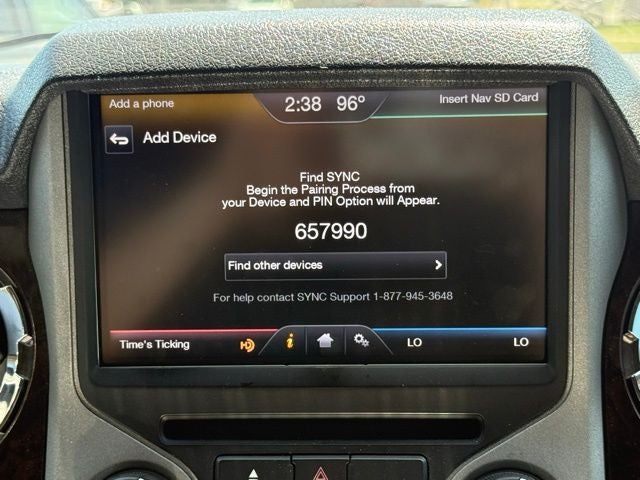 Add a phone
2:38 96°
Insert Nav SD Card
Add Device
Find SYNC
Begin the Pairing Process from
your Device and PIN Option will Appear.
657990
Find other devices
For help contact SYNC Support 1-877-945-3648
Time's Ticking
HD
i
LO
LO